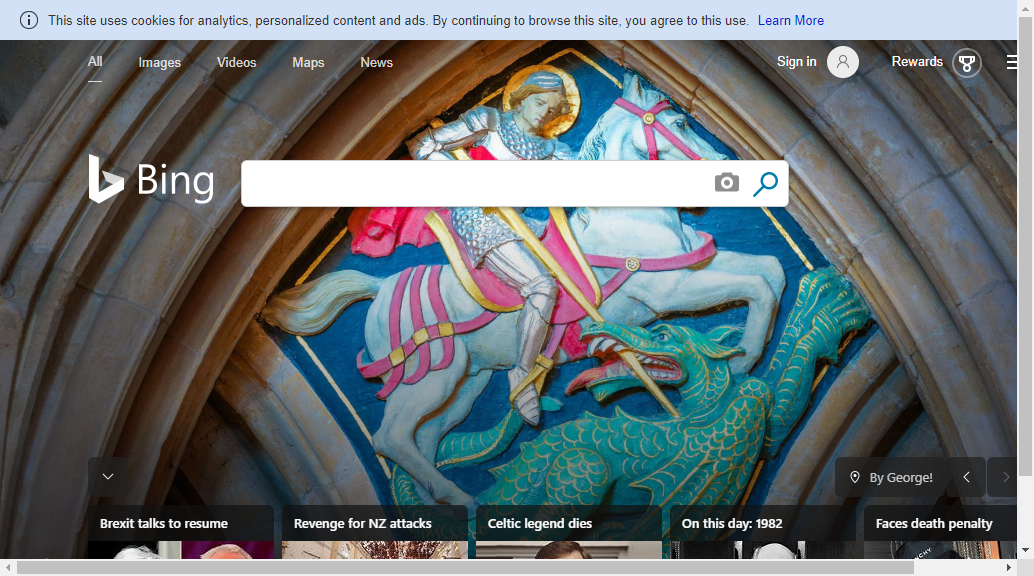 This site uses cookies for analytics, personalized content and ads. By continuing to browse this site, you agree to this use. Learn More
All Images Videos Maps News Sign in Rewards
Bing
By George!
Brexit talks to resume Revenge for NZ attacks Celtic legend dies On this day: 1982 Faces death penalty